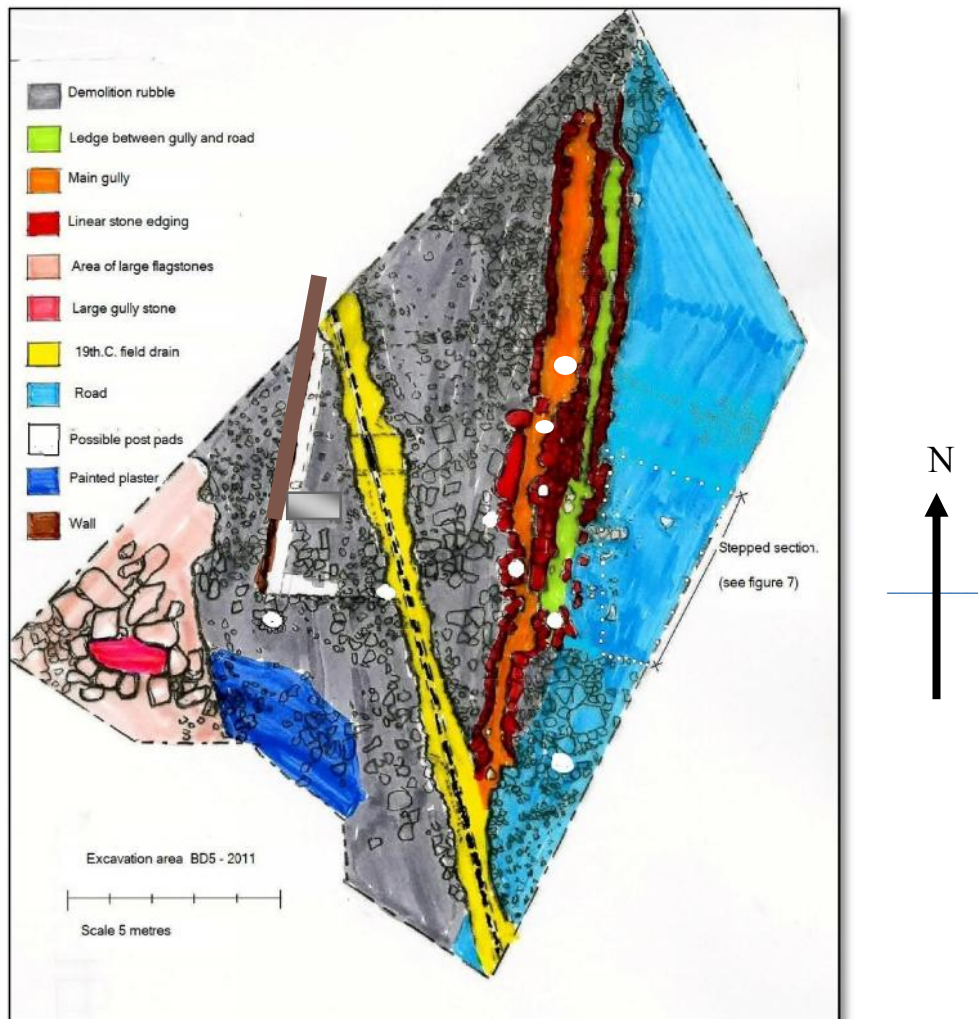 Demolition rubble
Ledge between gully and road
Main gully
Linear stone edging
Area of large flagstones
Large gully stone
19th.C. field drain
Road
Possible post pads
Painted plaster
Wall
N
Stepped section.
(see figure 7)
Excavation area BD5 - 2011
Scale 5 metres